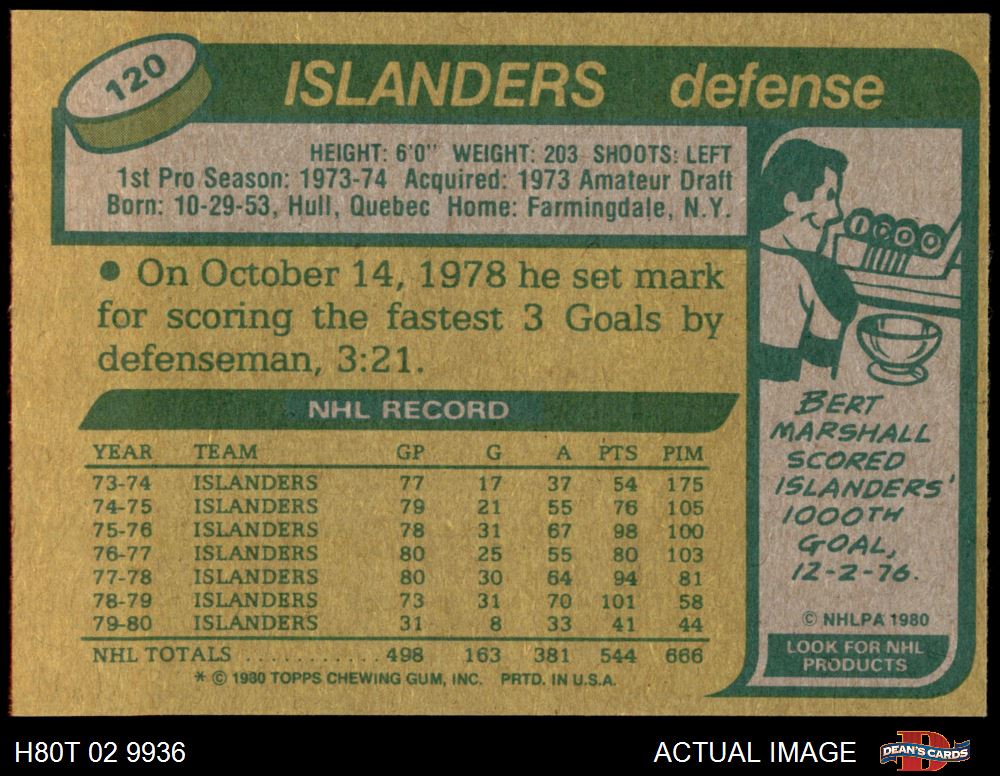 120
ISLANDERS defense
HEIGHT: 6'0" WEIGHT: 203 SHOOTS: LEFT
1st Pro Season: 1973-74 Acquired: 1973 Amateur Draft
Born: 10-29-53, Hull, Quebec Home: Farmingdale, N.Y.
• On October 14, 1978 he set mark
for scoring the fastest 3 Goals by
defenseman, 3:21.
NHL RECORD
YEAR TEAM GP G A PTS PIM
73-74 ISLANDERS 77 17 37 54 175
74-75 ISLANDERS 79 21 55 76 105
75-76 ISLANDERS 78 31 67 98 100
76-77 ISLANDERS 80 25 55 80 103
77-78 ISLANDERS 80 30 64 94 81
78-79 ISLANDERS 73 31 70 101 58
79-80 ISLANDERS 31 8 33 41 44
NHL TOTALS ........... 498 163 381 544 666
* © 1980 TOPPS CHEWING GUM, INC. PRTD. IN U.S.A.
1000
BERT
MARSHALL
SCORED
ISLANDERS'
1000TH
GOAL,
12-2-76.
© NHLPA 1980
LOOK FOR NHL
PRODUCTS
H80T 02 9936
ACTUAL IMAGE
D
DEAN'S CARDS